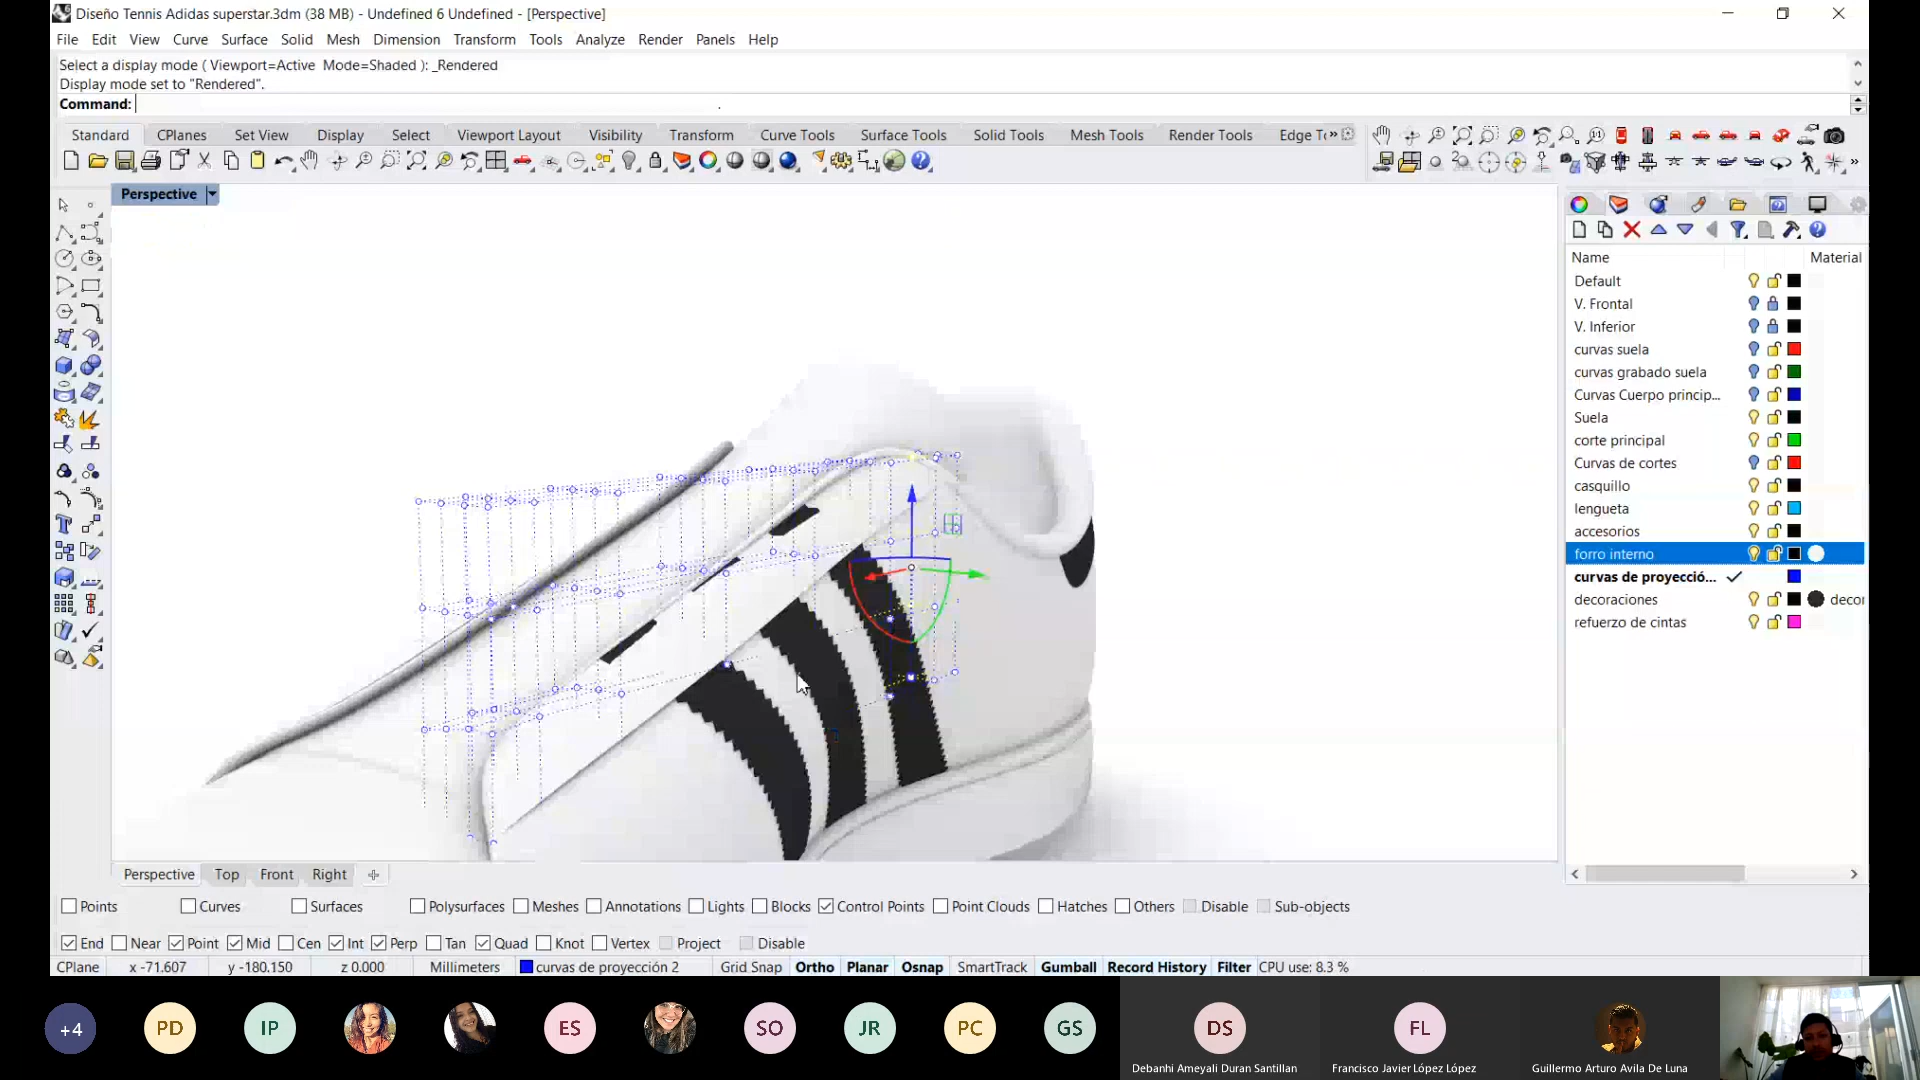 Diseño Tennis Adidas superstar.3dm (38 MB) - Undefined 6 Undefined - [Perspective]
File Edit View Curve Surface Solid Mesh Dimension Transform Tools Analyze Render Panels Help
Select a display mode ( Viewport=Active Mode=Shaded ): _Rendered
Display mode set to "Rendered".
Command:
Standard CPlanes Set View Display Select Viewport Layout Visibility Transform Curve Tools Surface Tools Solid Tools Mesh Tools Render Tools Edge To »
Perspective
Name Material
Default
V. Frontal
V. Inferior
curvas suela
curvas grabado suela
Curvas Cuerpo princip...
Suela
corte principal
Curvas de cortes
casquillo
lengueta
accesorios
forro interno
curvas de proyecció...
decoraciones decor
refuerzo de cintas
Perspective Top Front Right
Points Curves Surfaces Polysurfaces Meshes Annotations Lights Blocks Control Points Point Clouds Hatches Others Disable Sub-objects
End Near Point Mid Cen Int Perp Tan Quad Knot Vertex Project Disable
CPlane x -71.607 y -180.150 z 0.000 Millimeters curvas de proyección 2 Grid Snap Ortho Planar Osnap SmartTrack Gumball Record History Filter CPU use: 8.3 %
+4 PD IP ES SO JR PC GS DS FL
Debanhi Ameyali Duran Santillan Francisco Javier López López Guillermo Arturo Avila De Luna